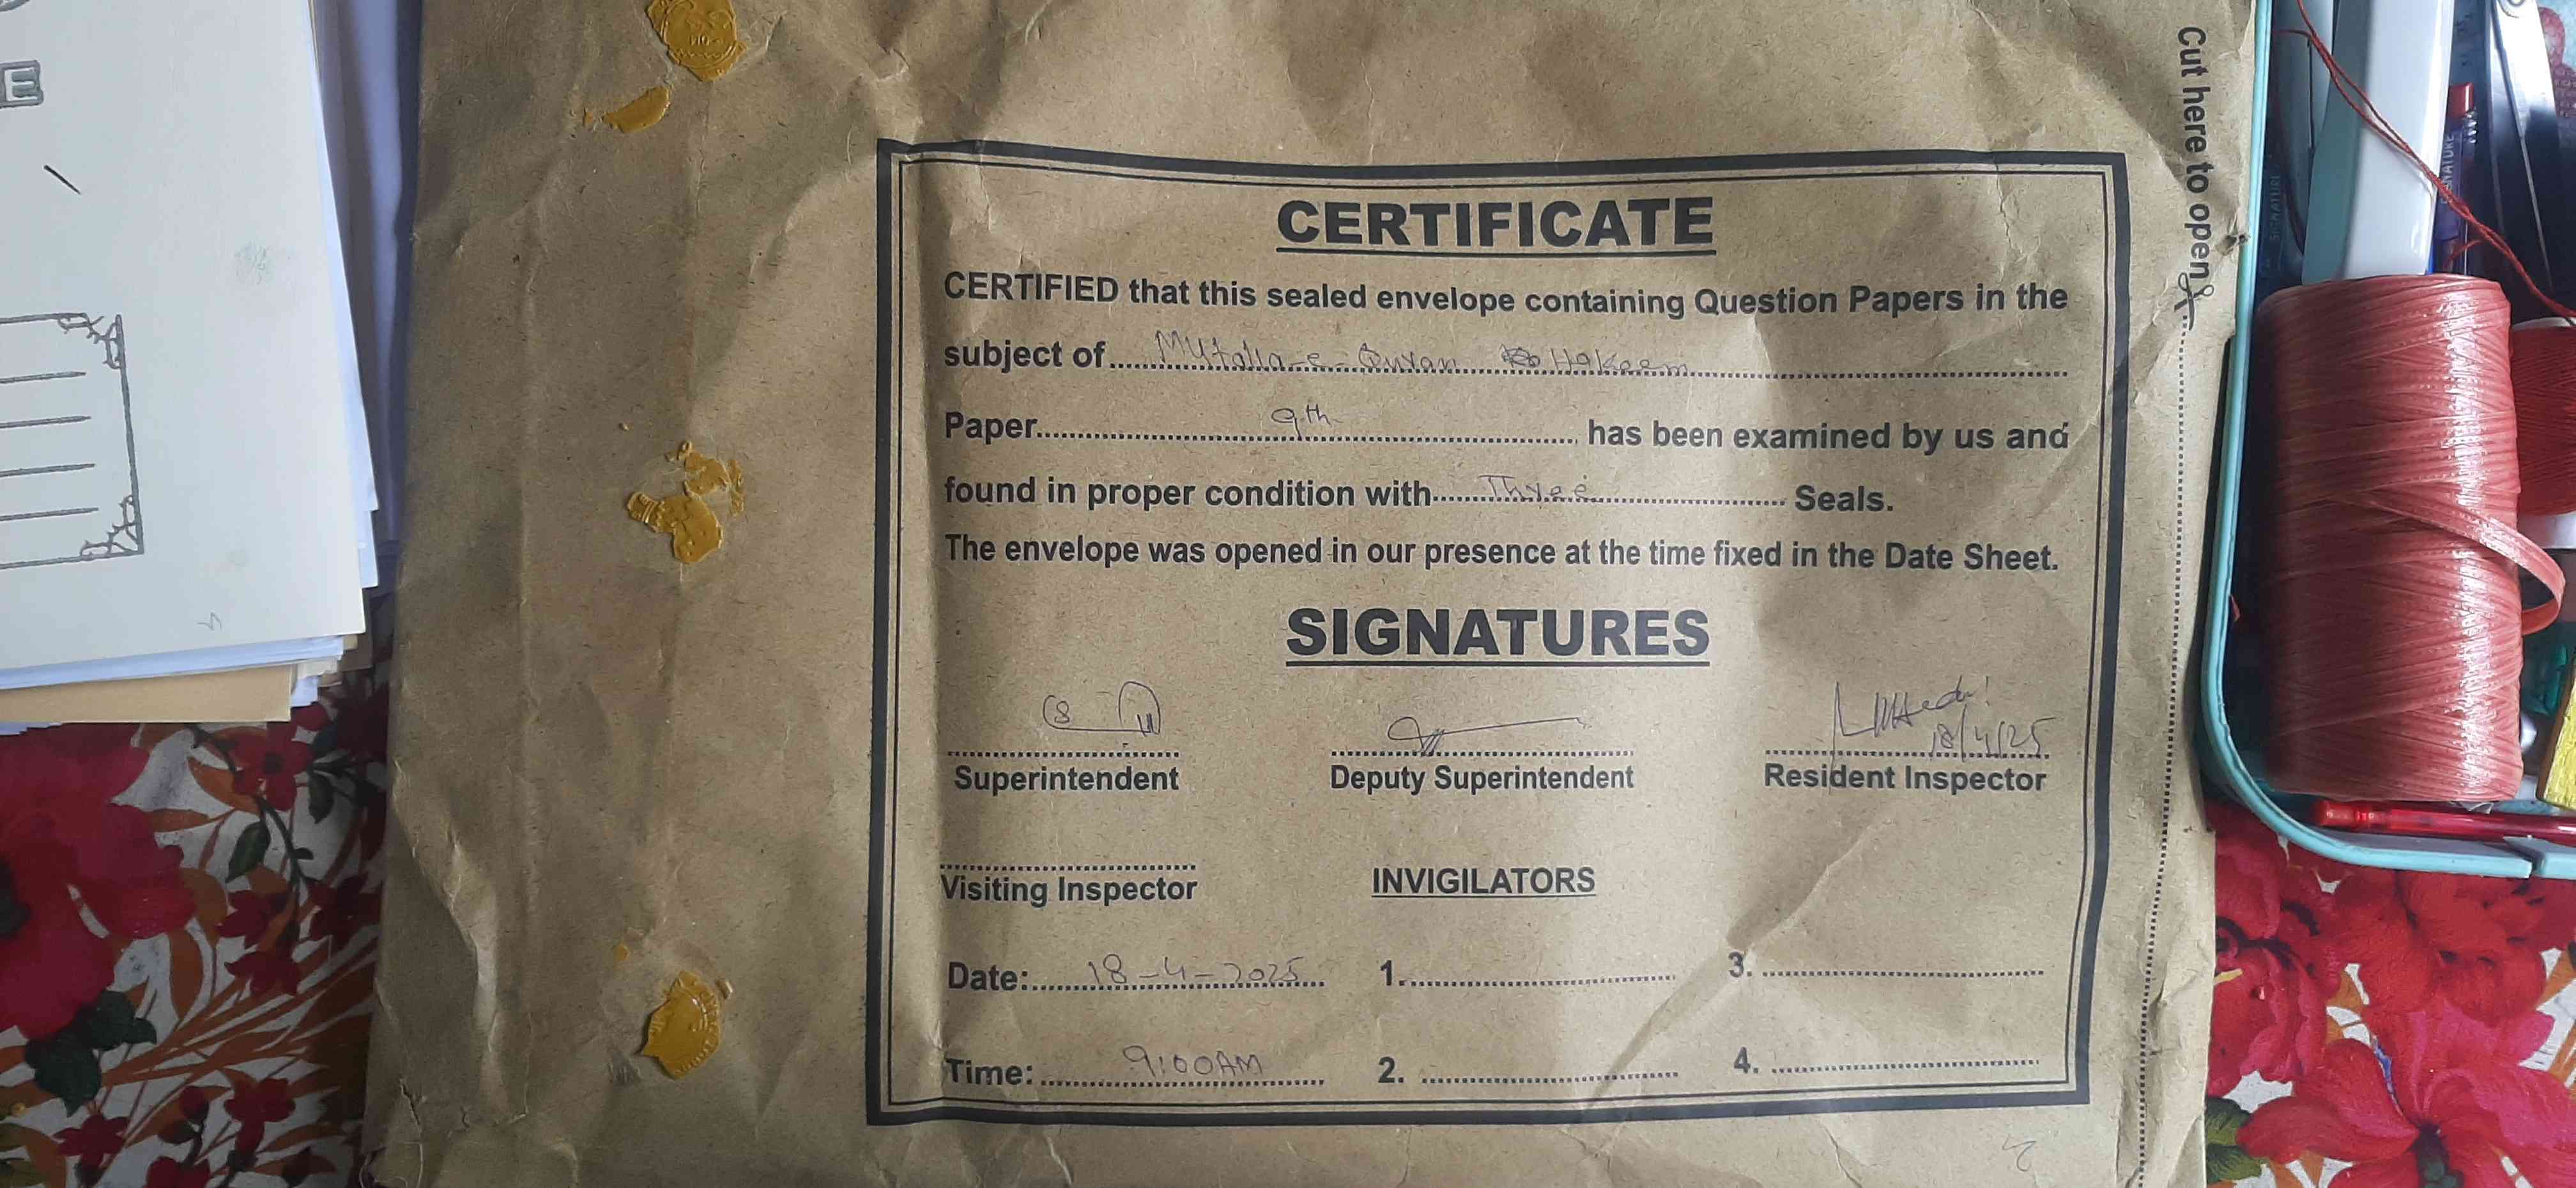 CERTIFICATE
CERTIFIED that this sealed envelope containing Question Papers in the
subject of Mutalla-e-Quran Hakeem
Paper 9th has been examined by us and
found in proper condition with Three Seals.
The envelope was opened in our presence at the time fixed in the Date Sheet.
SIGNATURES
18/4/25
Superintendent Deputy Superintendent Resident Inspector
Visiting Inspector INVIGILATORS
Date: 18-4-2025 1. 3.
Time: 9:00AM 2. 4.
Cut here to open
SIGNATURE
E